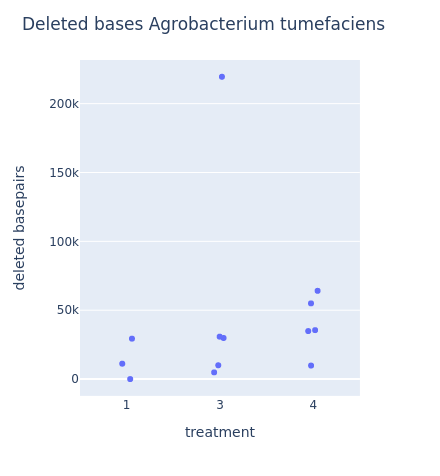 Deleted bases Agrobacterium tumefaciens
200k
150k
100k
50k
0
deleted basepairs
1 3 4
treatment